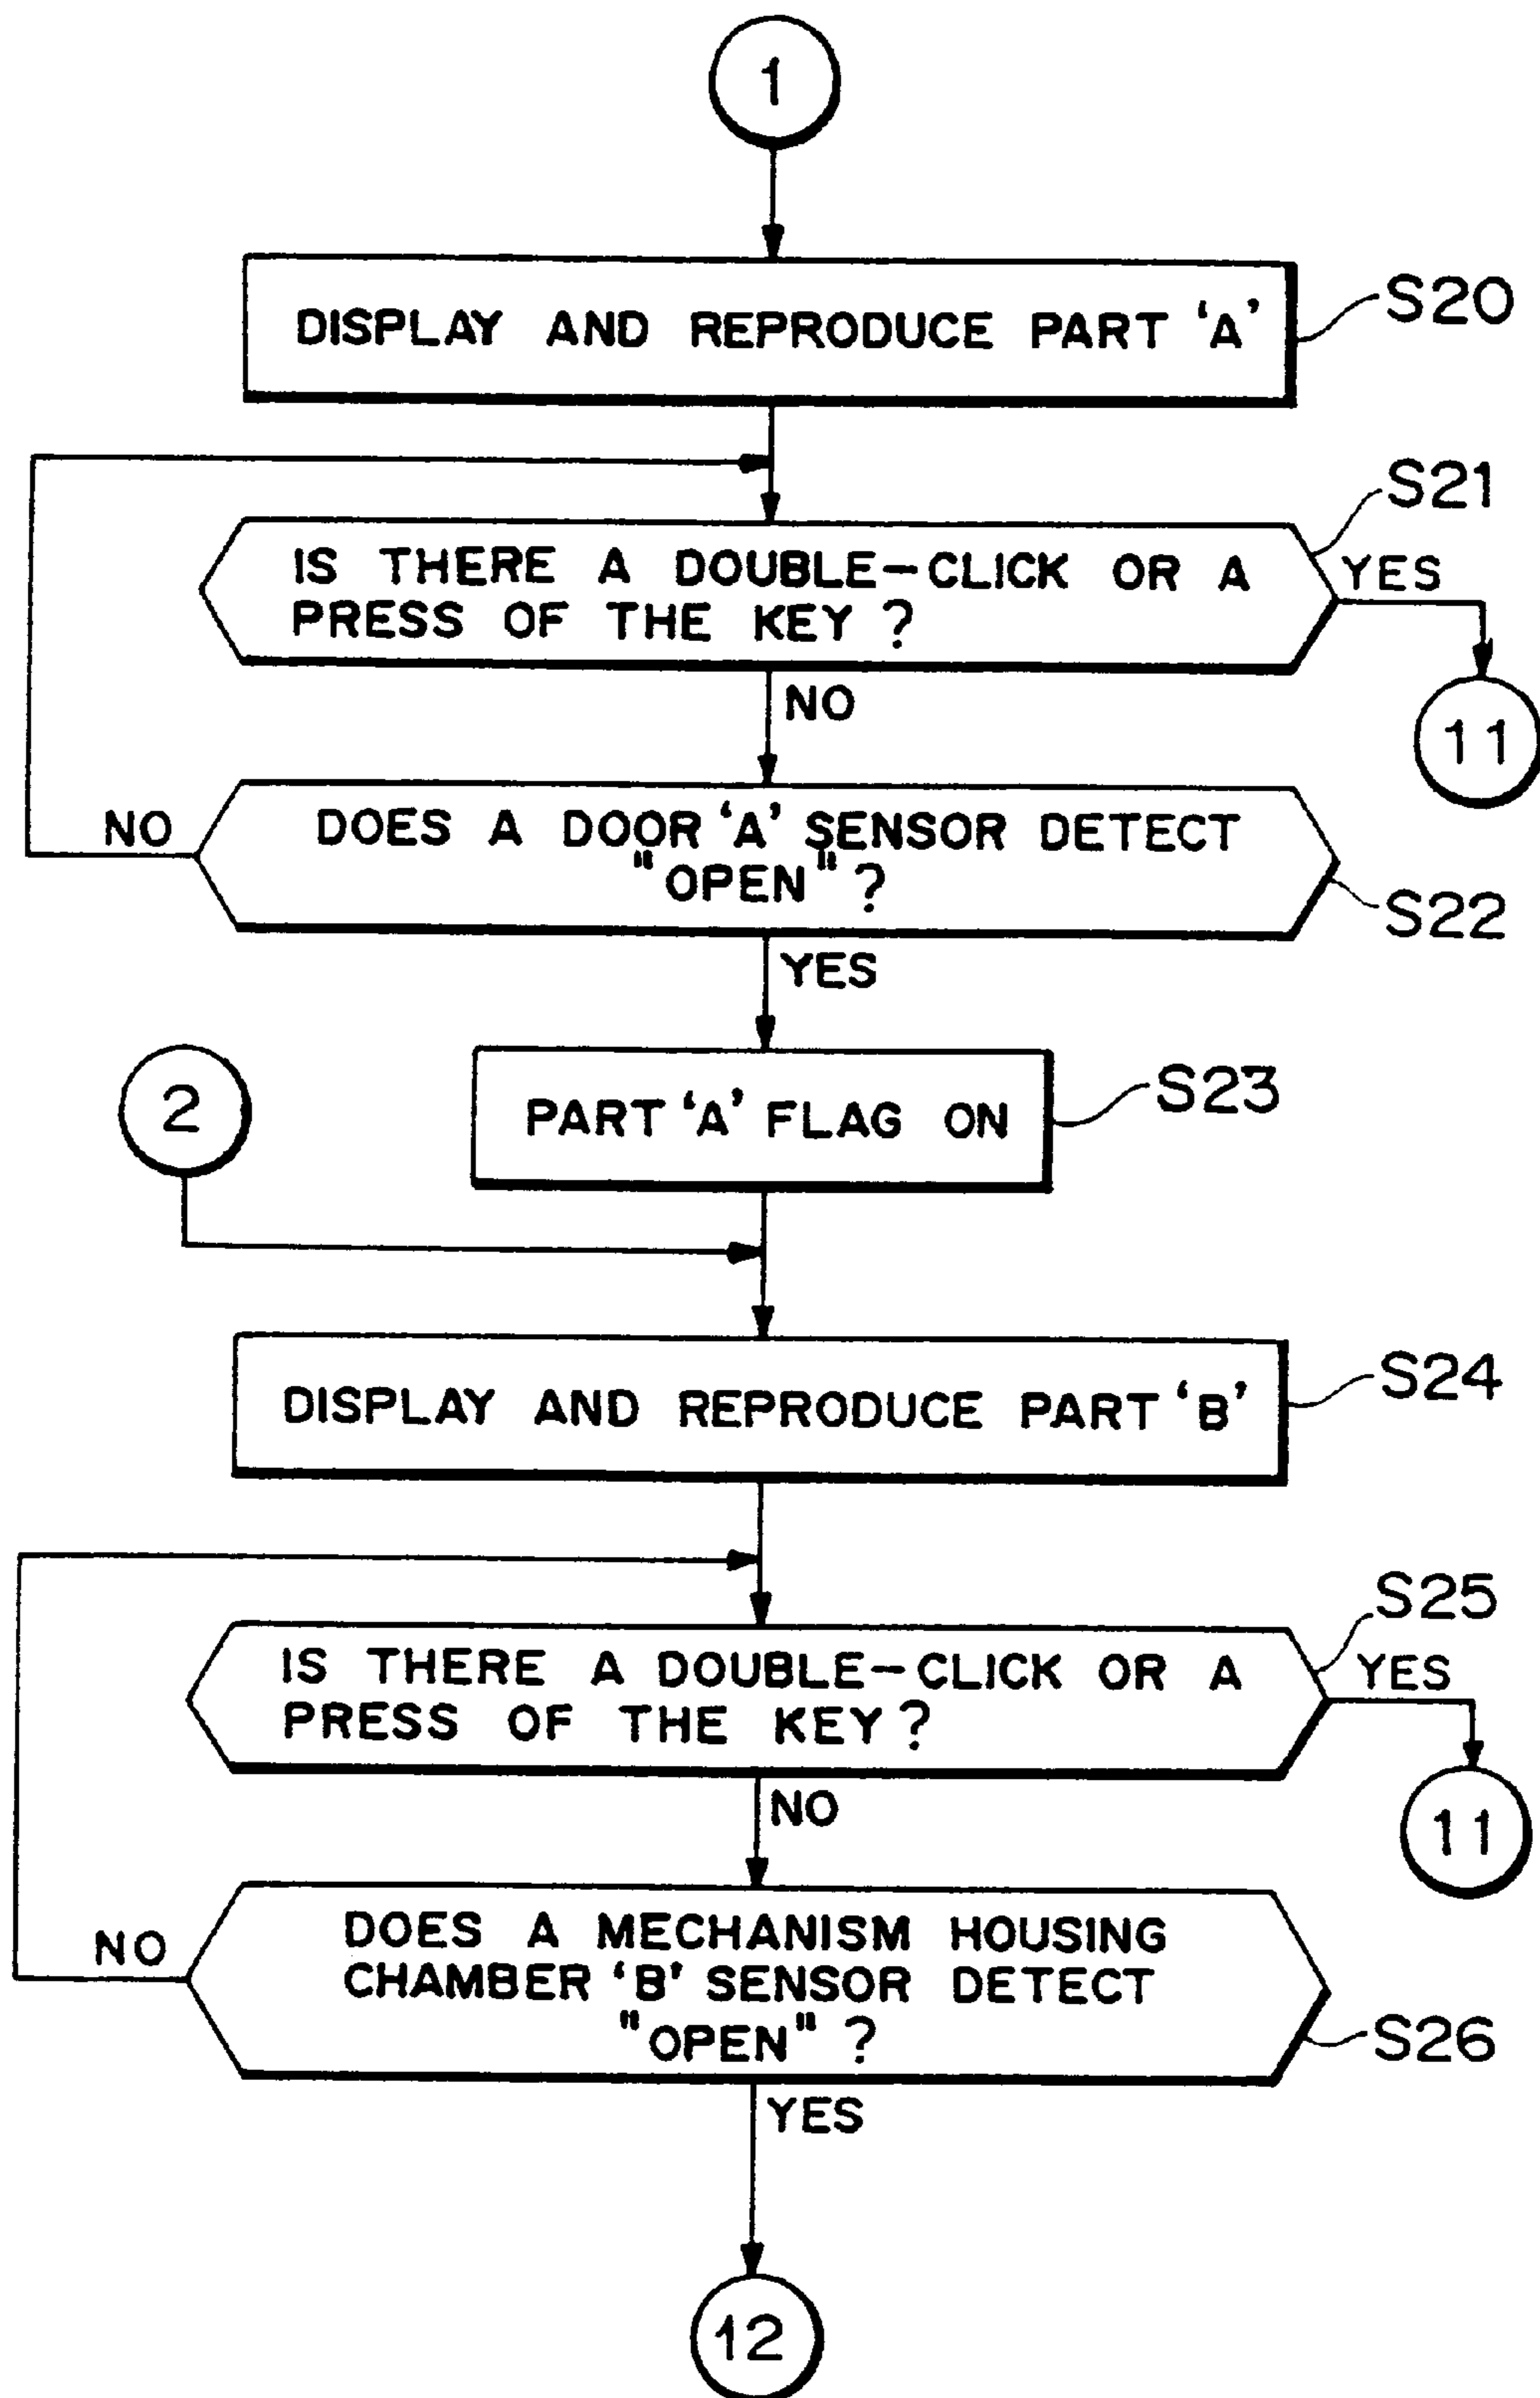 1
DISPLAY AND REPRODUCE PART 'A'
S20
S21
IS THERE A DOUBLE-CLICK OR A
PRESS OF THE KEY ?
YES
11
NO
DOES A DOOR 'A' SENSOR DETECT
"OPEN" ?
NO
S22
YES
2
PART 'A' FLAG ON
S23
DISPLAY AND REPRODUCE PART 'B'
S24
S25
IS THERE A DOUBLE-CLICK OR A
PRESS OF THE KEY ?
YES
11
NO
DOES A MECHANISM HOUSING
CHAMBER 'B' SENSOR DETECT
"OPEN" ?
NO
S26
YES
12